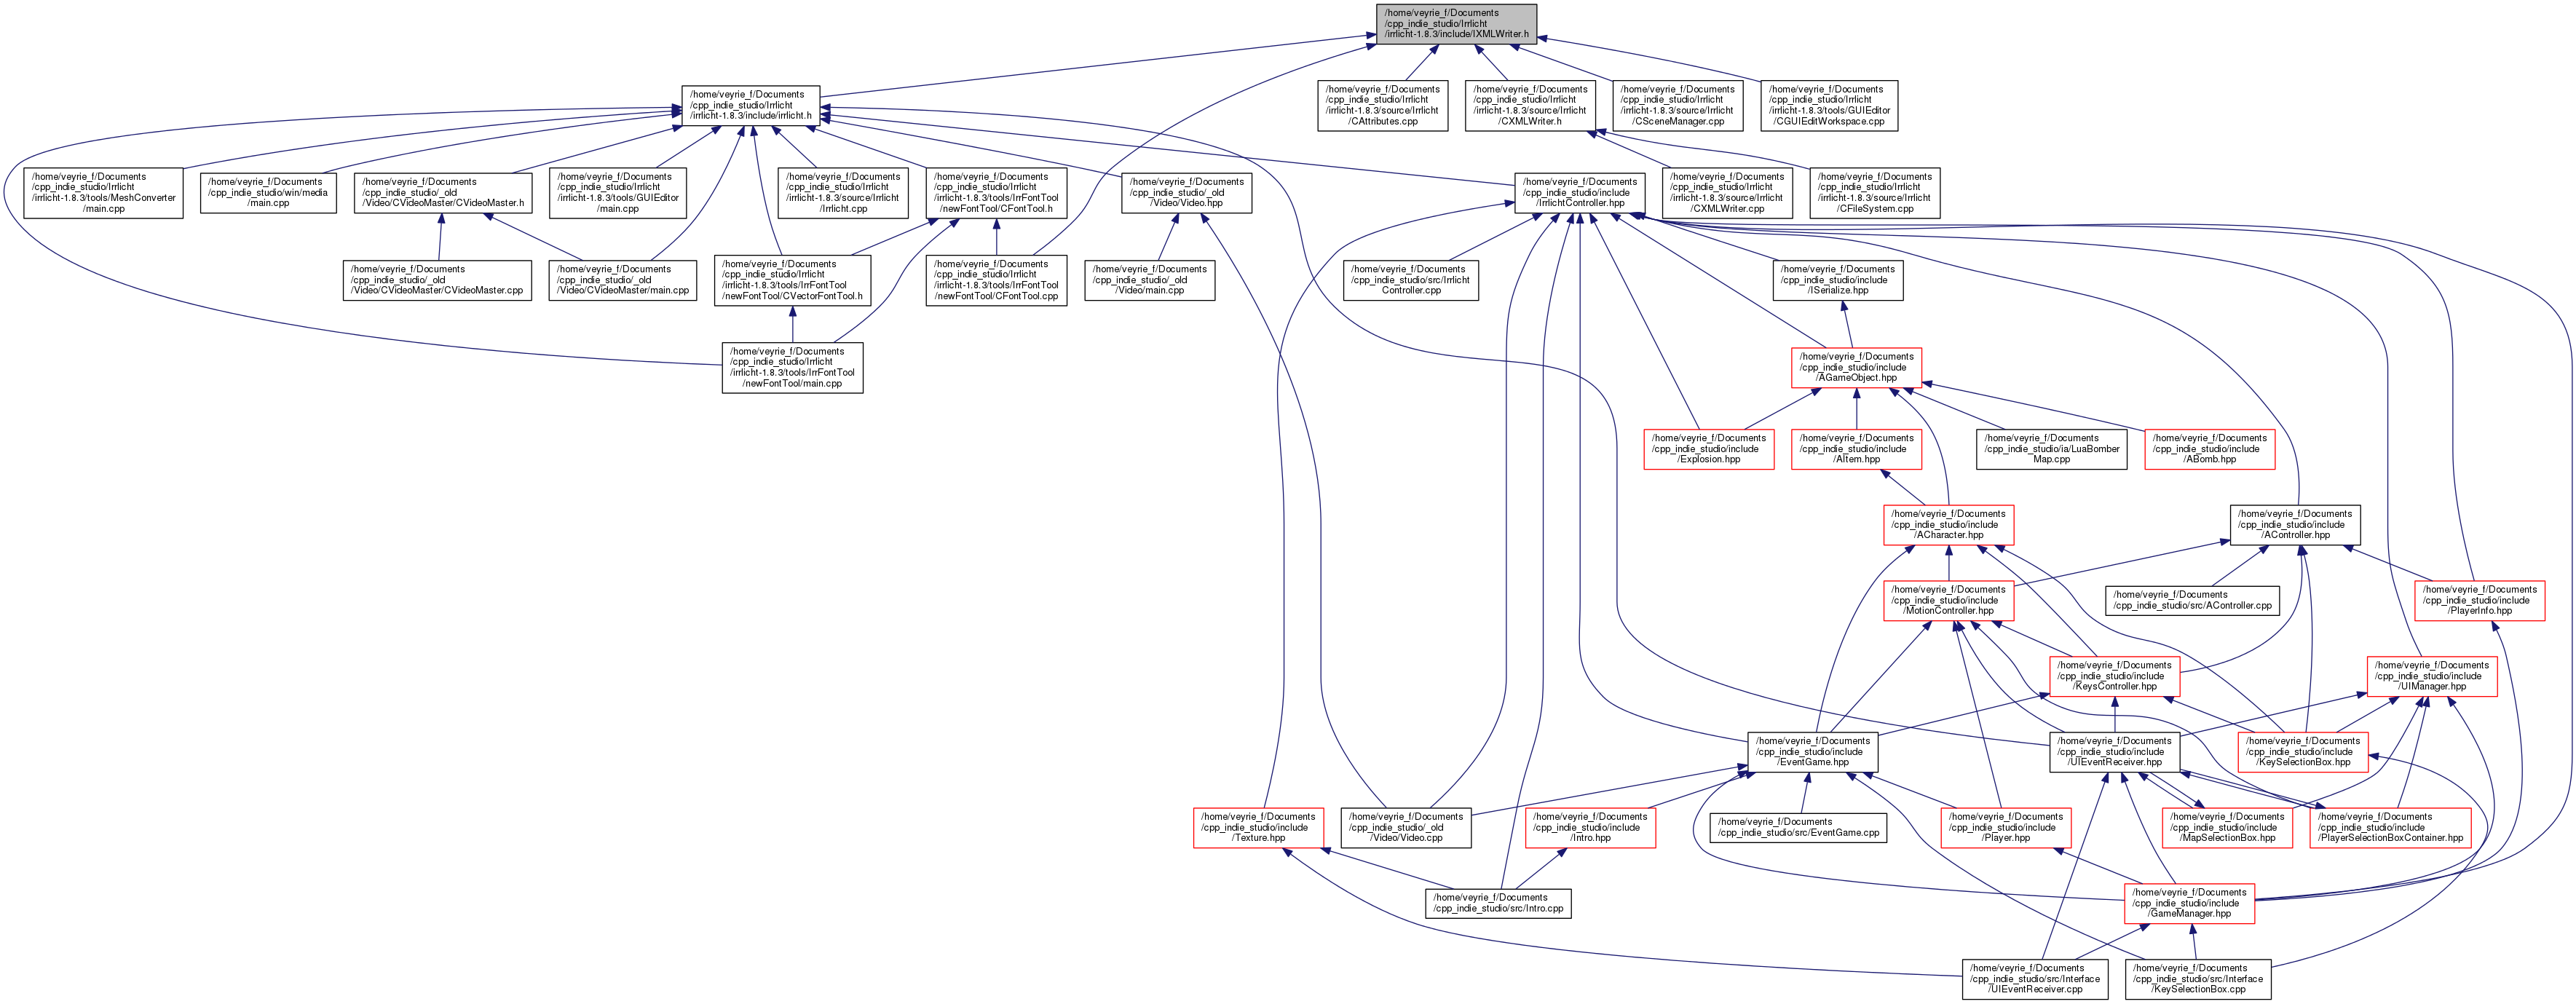 /home/veyrie_f/Documents
/cpp_indie_studio/Irrlicht
/irrlicht-1.8.3/include/IXMLWriter.h
/home/veyrie_f/Documents
/cpp_indie_studio/Irrlicht
/irrlicht-1.8.3/include/irrlicht.h
/home/veyrie_f/Documents
/cpp_indie_studio/Irrlicht
/irrlicht-1.8.3/source/Irrlicht
/CAttributes.cpp
/home/veyrie_f/Documents
/cpp_indie_studio/Irrlicht
/irrlicht-1.8.3/source/Irrlicht
/CXMLWriter.h
/home/veyrie_f/Documents
/cpp_indie_studio/Irrlicht
/irrlicht-1.8.3/source/Irrlicht
/CSceneManager.cpp
/home/veyrie_f/Documents
/cpp_indie_studio/Irrlicht
/irrlicht-1.8.3/tools/GUIEditor
/CGUIEditWorkspace.cpp
/home/veyrie_f/Documents
/cpp_indie_studio/Irrlicht
/irrlicht-1.8.3/tools/MeshConverter
/main.cpp
/home/veyrie_f/Documents
/cpp_indie_studio/win/media
/main.cpp
/home/veyrie_f/Documents
/cpp_indie_studio/_old
/Video/CVideoMaster/CVideoMaster.h
/home/veyrie_f/Documents
/cpp_indie_studio/Irrlicht
/irrlicht-1.8.3/tools/GUIEditor
/main.cpp
/home/veyrie_f/Documents
/cpp_indie_studio/Irrlicht
/irrlicht-1.8.3/source/Irrlicht
/Irrlicht.cpp
/home/veyrie_f/Documents
/cpp_indie_studio/Irrlicht
/irrlicht-1.8.3/tools/IrrFontTool
/newFontTool/CFontTool.h
/home/veyrie_f/Documents
/cpp_indie_studio/_old
/Video/Video.hpp
/home/veyrie_f/Documents
/cpp_indie_studio/include
/IrrlichtController.hpp
/home/veyrie_f/Documents
/cpp_indie_studio/Irrlicht
/irrlicht-1.8.3/source/Irrlicht
/CXMLWriter.cpp
/home/veyrie_f/Documents
/cpp_indie_studio/Irrlicht
/irrlicht-1.8.3/source/Irrlicht
/CFileSystem.cpp
/home/veyrie_f/Documents
/cpp_indie_studio/_old
/Video/CVideoMaster/CVideoMaster.cpp
/home/veyrie_f/Documents
/cpp_indie_studio/_old
/Video/CVideoMaster/main.cpp
/home/veyrie_f/Documents
/cpp_indie_studio/Irrlicht
/irrlicht-1.8.3/tools/IrrFontTool
/newFontTool/CVectorFontTool.h
/home/veyrie_f/Documents
/cpp_indie_studio/Irrlicht
/irrlicht-1.8.3/tools/IrrFontTool
/newFontTool/CFontTool.cpp
/home/veyrie_f/Documents
/cpp_indie_studio/_old
/Video/main.cpp
/home/veyrie_f/Documents
/cpp_indie_studio/src/Irrlicht
Controller.cpp
/home/veyrie_f/Documents
/cpp_indie_studio/include
/ISerialize.hpp
/home/veyrie_f/Documents
/cpp_indie_studio/Irrlicht
/irrlicht-1.8.3/tools/IrrFontTool
/newFontTool/main.cpp
/home/veyrie_f/Documents
/cpp_indie_studio/include
/AGameObject.hpp
/home/veyrie_f/Documents
/cpp_indie_studio/include
/Explosion.hpp
/home/veyrie_f/Documents
/cpp_indie_studio/include
/AItem.hpp
/home/veyrie_f/Documents
/cpp_indie_studio/ia/LuaBomber
Map.cpp
/home/veyrie_f/Documents
/cpp_indie_studio/include
/ABomb.hpp
/home/veyrie_f/Documents
/cpp_indie_studio/include
/ACharacter.hpp
/home/veyrie_f/Documents
/cpp_indie_studio/include
/AController.hpp
/home/veyrie_f/Documents
/cpp_indie_studio/include
/MotionController.hpp
/home/veyrie_f/Documents
/cpp_indie_studio/src/AController.cpp
/home/veyrie_f/Documents
/cpp_indie_studio/include
/PlayerInfo.hpp
/home/veyrie_f/Documents
/cpp_indie_studio/include
/KeysController.hpp
/home/veyrie_f/Documents
/cpp_indie_studio/include
/UIManager.hpp
/home/veyrie_f/Documents
/cpp_indie_studio/include
/EventGame.hpp
/home/veyrie_f/Documents
/cpp_indie_studio/include
/UIEventReceiver.hpp
/home/veyrie_f/Documents
/cpp_indie_studio/include
/KeySelectionBox.hpp
/home/veyrie_f/Documents
/cpp_indie_studio/include
/Texture.hpp
/home/veyrie_f/Documents
/cpp_indie_studio/_old
/Video/Video.cpp
/home/veyrie_f/Documents
/cpp_indie_studio/include
/Intro.hpp
/home/veyrie_f/Documents
/cpp_indie_studio/src/EventGame.cpp
/home/veyrie_f/Documents
/cpp_indie_studio/include
/Player.hpp
/home/veyrie_f/Documents
/cpp_indie_studio/include
/MapSelectionBox.hpp
/home/veyrie_f/Documents
/cpp_indie_studio/include
/PlayerSelectionBoxContainer.hpp
/home/veyrie_f/Documents
/cpp_indie_studio/src/Intro.cpp
/home/veyrie_f/Documents
/cpp_indie_studio/include
/GameManager.hpp
/home/veyrie_f/Documents
/cpp_indie_studio/src/Interface
/UIEventReceiver.cpp
/home/veyrie_f/Documents
/cpp_indie_studio/src/Interface
/KeySelectionBox.cpp